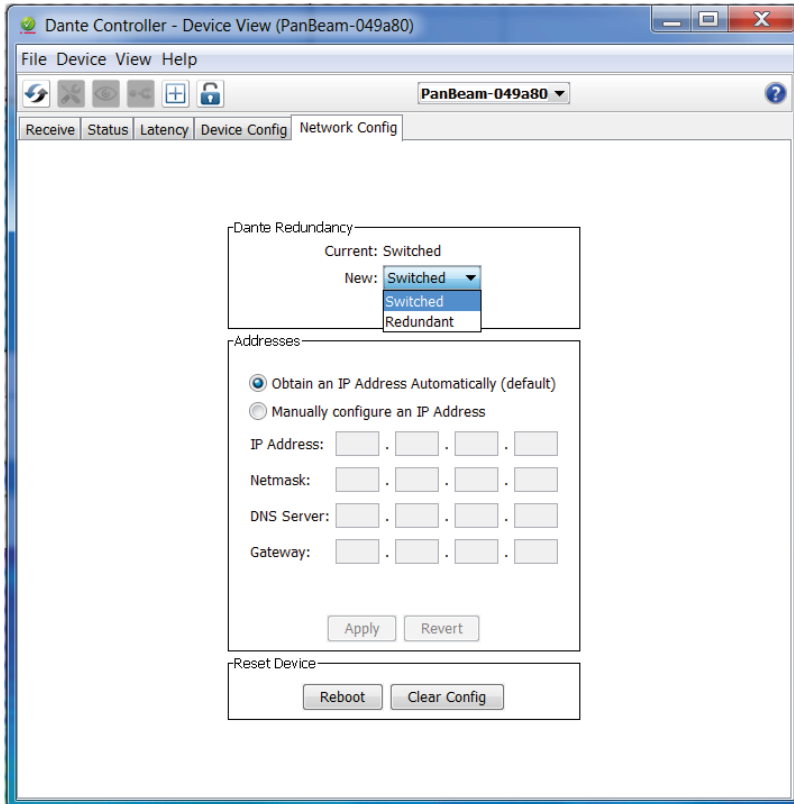 Dante Controller - Device View (PanBeam-049a80)
File Device View Help
PanBeam-049a80
?
Receive Status Latency Device Config Network Config
Dante Redundancy
Current: Switched
New: Switched
Switched
Redundant
Addresses
Obtain an IP Address Automatically (default)
Manually configure an IP Address
IP Address: . . .
Netmask: . . .
DNS Server: . . .
Gateway: . . .
Apply Revert
Reset Device
Reboot Clear Config